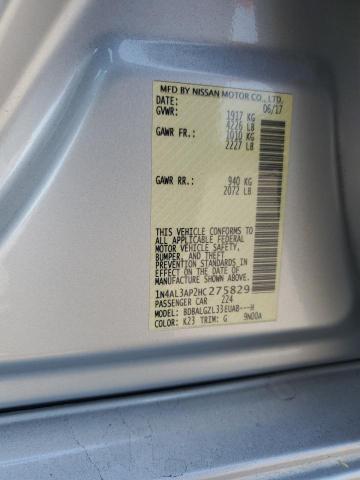 MFD BY NISSAN MOTOR CO., LTD.
DATE: 06/17
GVWR: 1917 KG
4226 LB
GAWR FR.: 1010 KG
2227 LB
GAWR RR.: 940 KG
2072 LB
THIS VEHICLE CONFORMS
TO ALL APPLICABLE FEDERAL
MOTOR VEHICLE SAFETY,
BUMPER, AND THEFT
PREVENTION STANDARDS
IN EFFECT ON THE DATE
OF MANUFACTURE SHOWN
ABOVE.
1N4AL3AP2HC275829
PASSENGER CAR 224
MODEL: BDBALGZL33EUAB---H
COLOR: K23 TRIM: G 9N00A